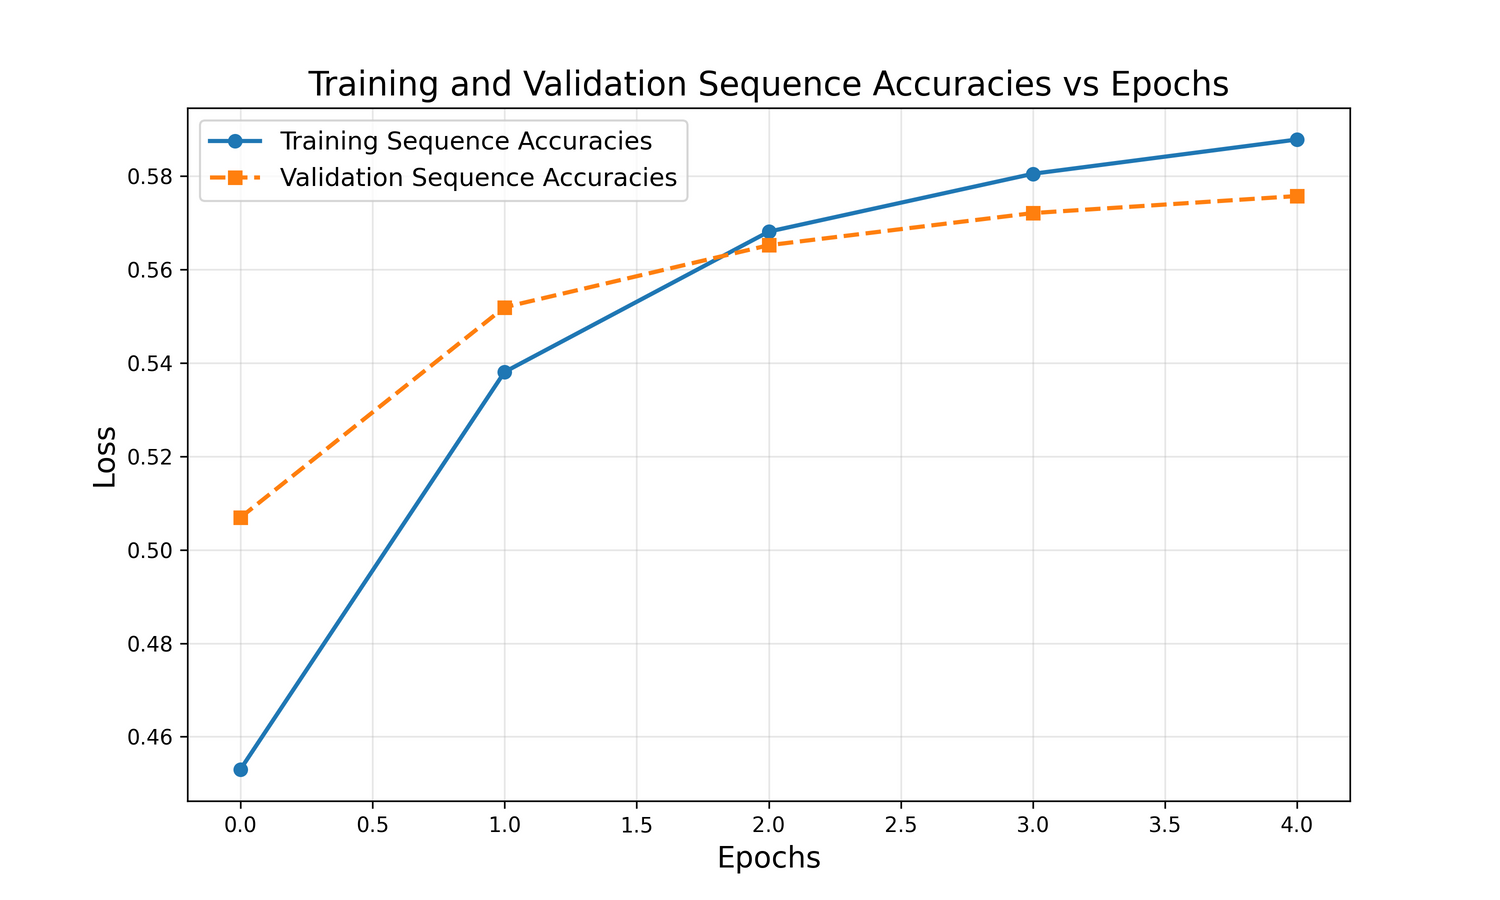 Training and Validation Sequence Accuracies vs Epochs
Training Sequence Accuracies
Validation Sequence Accuracies
Loss
0.58
0.56
0.54
0.52
0.50
0.48
0.46
0.0 0.5 1.0 1.5 2.0 2.5 3.0 3.5 4.0
Epochs